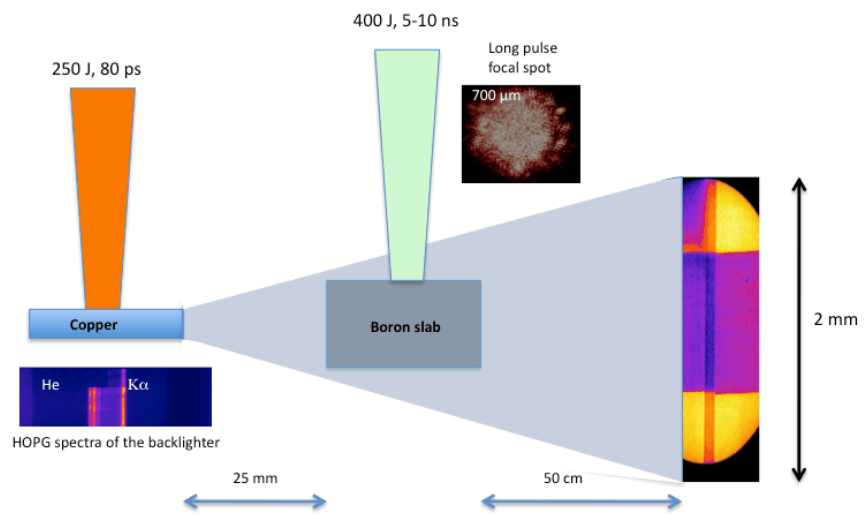 400 J, 5-10 ns
Long pulse
focal spot
250 J, 80 ps
700 µm
Copper
Boron slab
2 mm
He
Kα
HOPG spectra of the backlighter
25 mm
50 cm